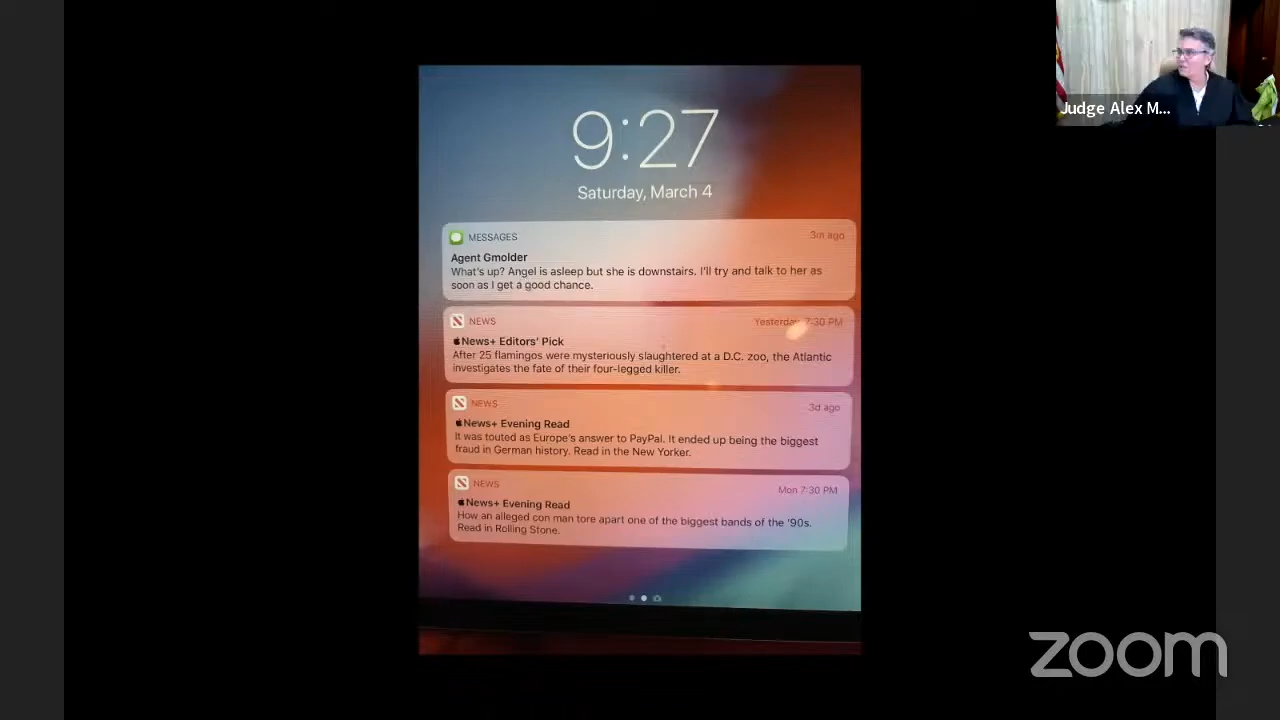 Judge Alex M...
9:27
Saturday, March 4
MESSAGES
3m ago
Agent Gmolder
What's up? Angel is asleep but she is downstairs. I'll try and talk to her as
soon as I get a good chance.
NEWS
Yesterday 7:30 PM
News+ Editors' Pick
After 25 flamingos were mysteriously slaughtered at a D.C. zoo, the Atlantic
investigates the fate of their four-legged killer.
NEWS
3d ago
News+ Evening Read
It was touted as Europe's answer to PayPal. It ended up being the biggest
fraud in German history. Read in the New Yorker.
NEWS
Mon 7:30 PM
News+ Evening Read
How an alleged con man tore apart one of the biggest bands of the '90s.
Read in Rolling Stone.
zoom